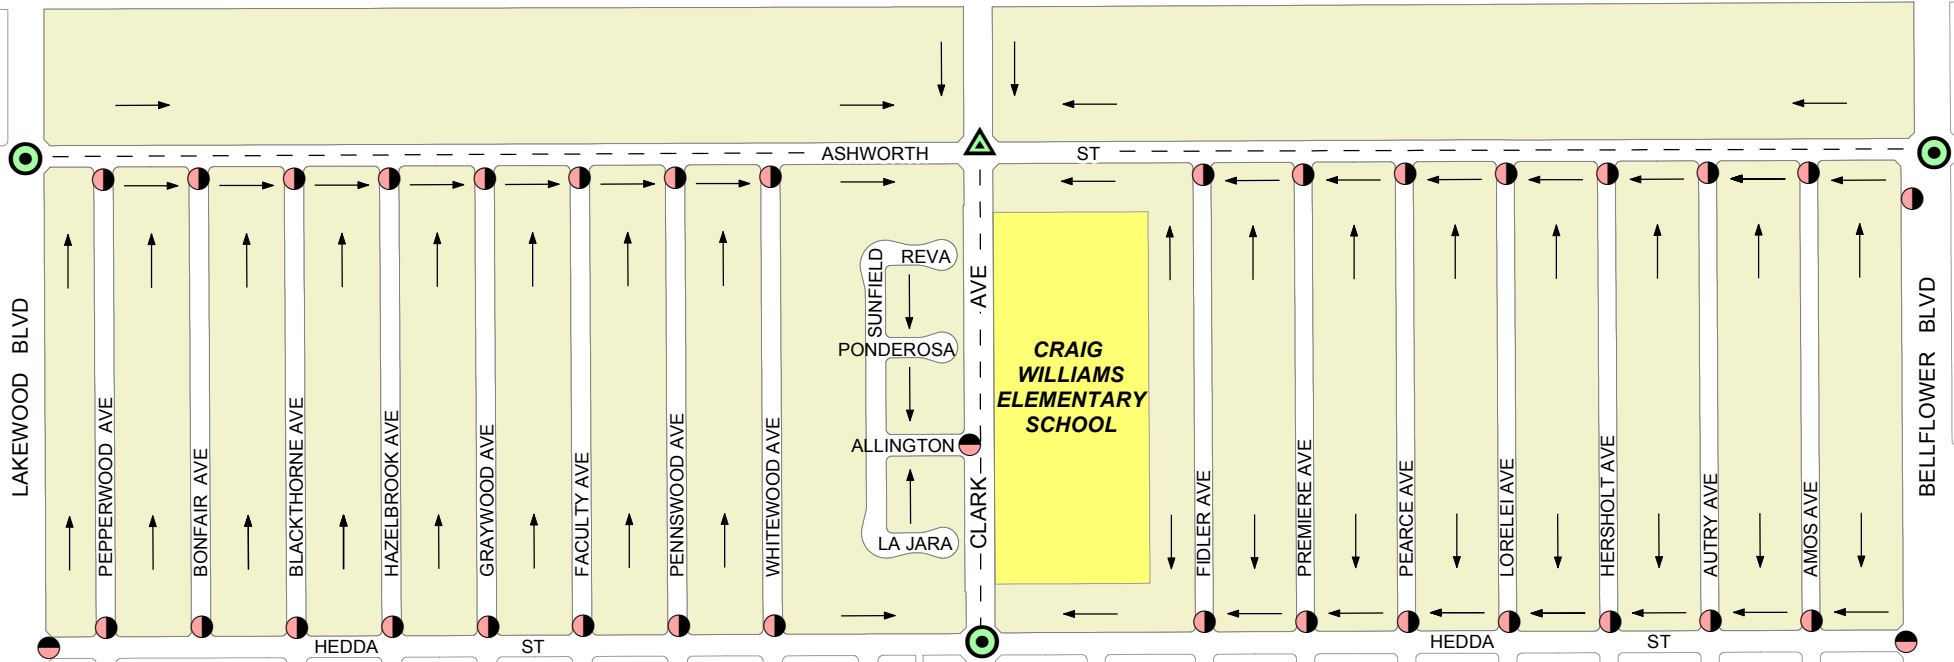 ASHWORTH ST
LAKEWOOD BLVD
PEPPERWOOD AVE
BONFAIR AVE
BLACKTHORNE AVE
HAZELBROOK AVE
GRAYWOOD AVE
FACULTY AVE
PENNSWOOD AVE
WHITEWOOD AVE
SUNFIELD
REVA
PONDEROSA
ALLINGTON
LA JARA
CLARK AVE
CRAIG
WILLIAMS
ELEMENTARY
SCHOOL
FIDLER AVE
PREMIERE AVE
PEARCE AVE
LORELEI AVE
HERSHOLT AVE
AUTRY AVE
AMOS AVE
BELLFLOWER BLVD
HEDDA ST
HEDDA ST